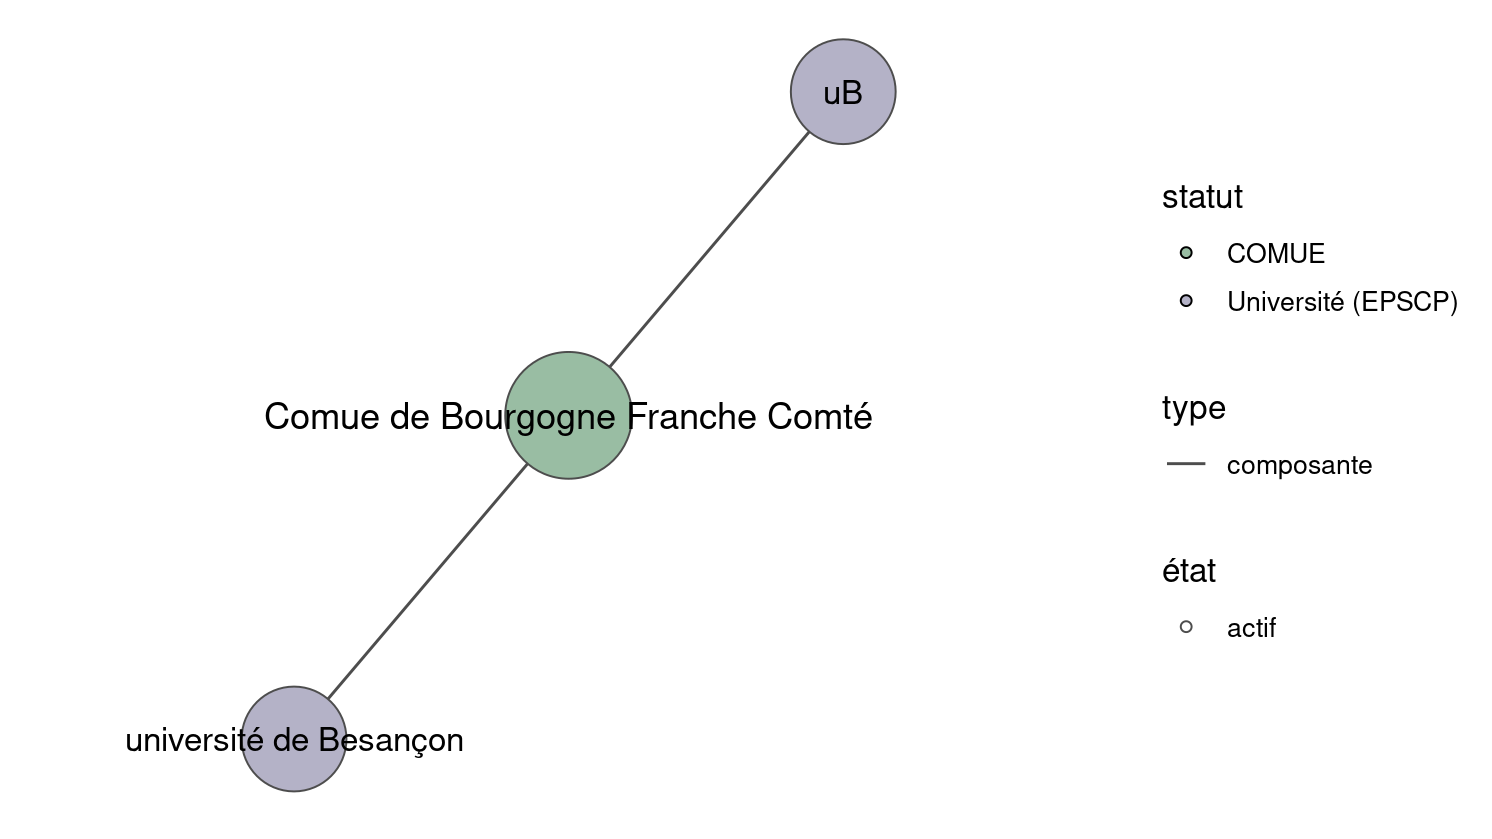 uB
Comue de Bourgogne Franche Comté
université de Besançon
statut
COMUE
Université (EPSCP)
type
composante
état
actif